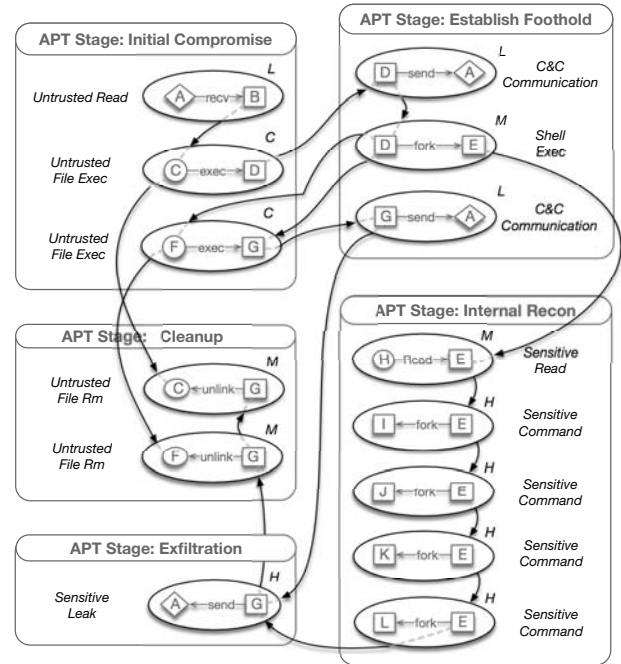 APT Stage: Initial Compromise
L
Untrusted Read
A recv B
C
Untrusted
File Exec
C exec D
C
Untrusted
File Exec
F exec G
APT Stage: Establish Foothold
L
D send A
C&C
Communication
M
D fork E
Shell
Exec
L
G send A
C&C
Communication
APT Stage: Cleanup
M
Untrusted
File Rm
C unlink G
M
Untrusted
File Rm
F unlink G
APT Stage: Internal Recon
M
H Read E
Sensitive
Read
H
I fork E
Sensitive
Command
H
J fork E
Sensitive
Command
H
K fork E
Sensitive
Command
H
L fork E
Sensitive
Command
APT Stage: Exfiltration
H
Sensitive
Leak
A send G